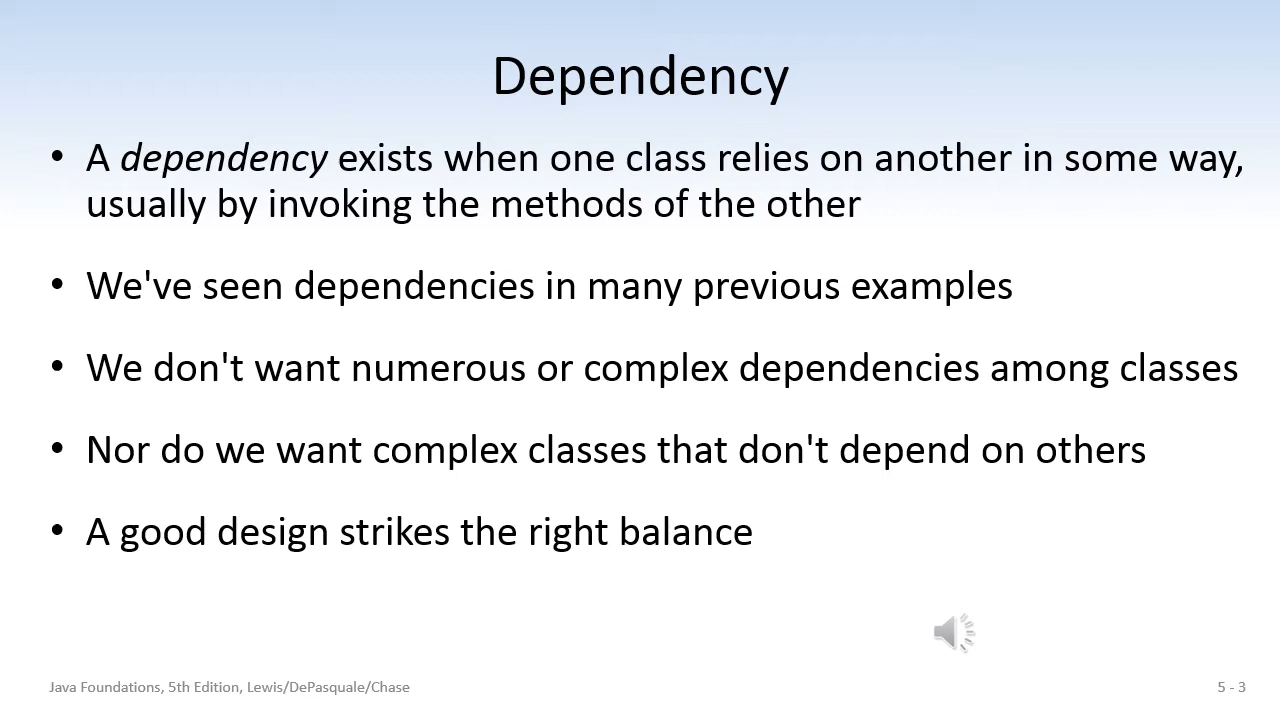 Dependency
• A dependency exists when one class relies on another in some way,
usually by invoking the methods of the other
• We've seen dependencies in many previous examples
• We don't want numerous or complex dependencies among classes
• Nor do we want complex classes that don't depend on others
• A good design strikes the right balance
Java Foundations, 5th Edition, Lewis/DePasquale/Chase
5 - 3